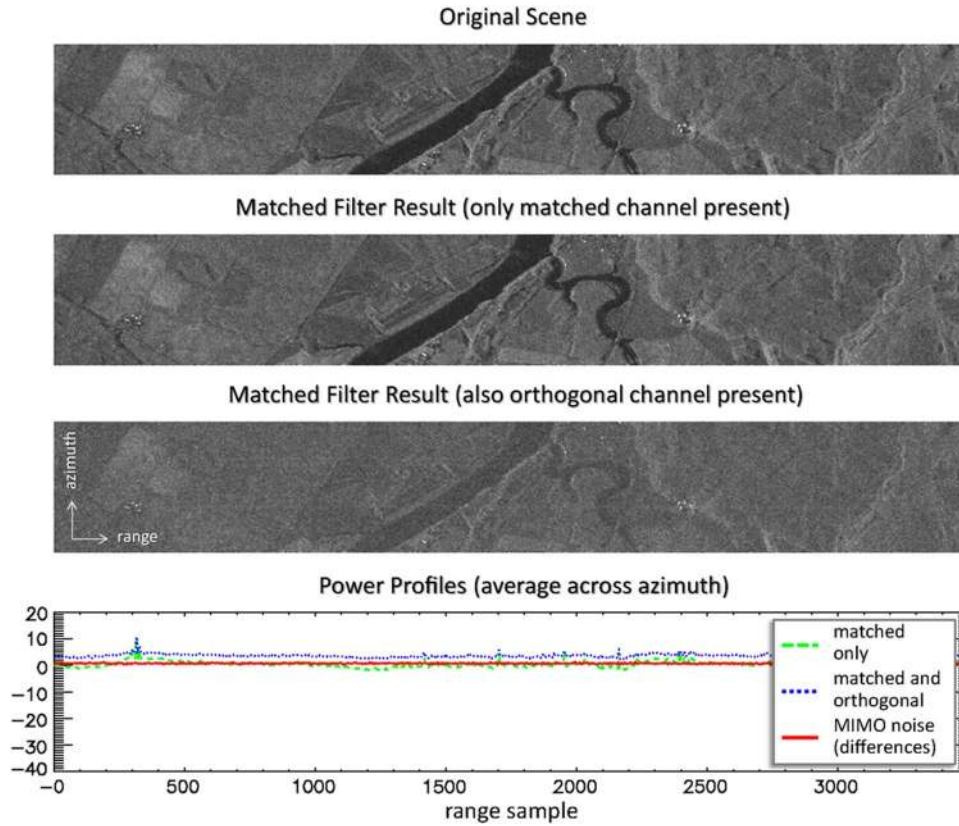 Original Scene
Matched Filter Result (only matched channel present)
Matched Filter Result (also orthogonal channel present)
azimuth
range
Power Profiles (average across azimuth)
20
10
0
−10
−20
−30
−40
−0
500
1000
1500
2000
2500
3000
range sample
matched
only
matched and
orthogonal
MIMO noise
(differences)